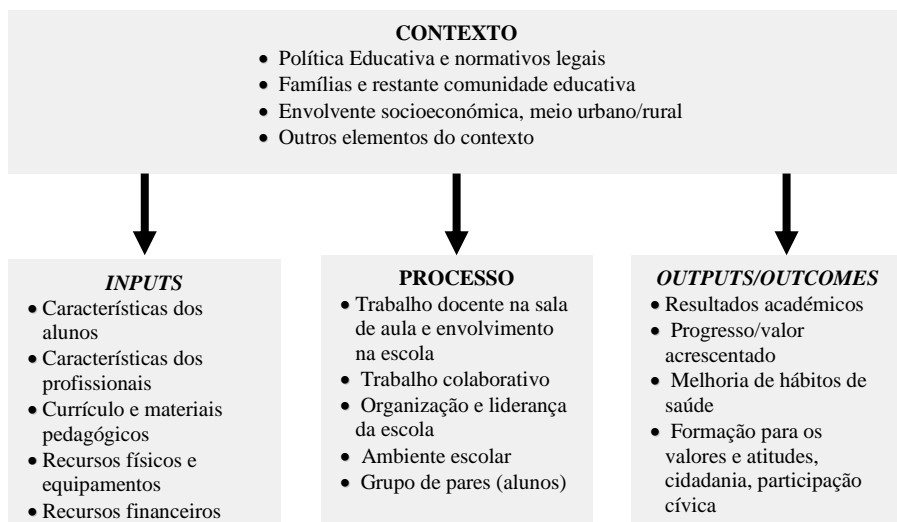 CONTEXTO
• Política Educativa e normativos legais
• Famílias e restante comunidade educativa
• Envolvente socioeconómica, meio urbano/rural
• Outros elementos do contexto
INPUTS
• Características dos
alunos
• Características dos
profissionais
• Currículo e materiais
pedagógicos
• Recursos físicos e
equipamentos
• Recursos financeiros
PROCESSO
• Trabalho docente na sala
de aula e envolvimento
na escola
• Trabalho colaborativo
• Organização e liderança
da escola
• Ambiente escolar
• Grupo de pares (alunos)
OUTPUTS/OUTCOMES
• Resultados académicos
• Progresso/valor
acrescentado
• Melhoria de hábitos de
saúde
• Formação para os
valores e atitudes,
cidadania, participação
cívica